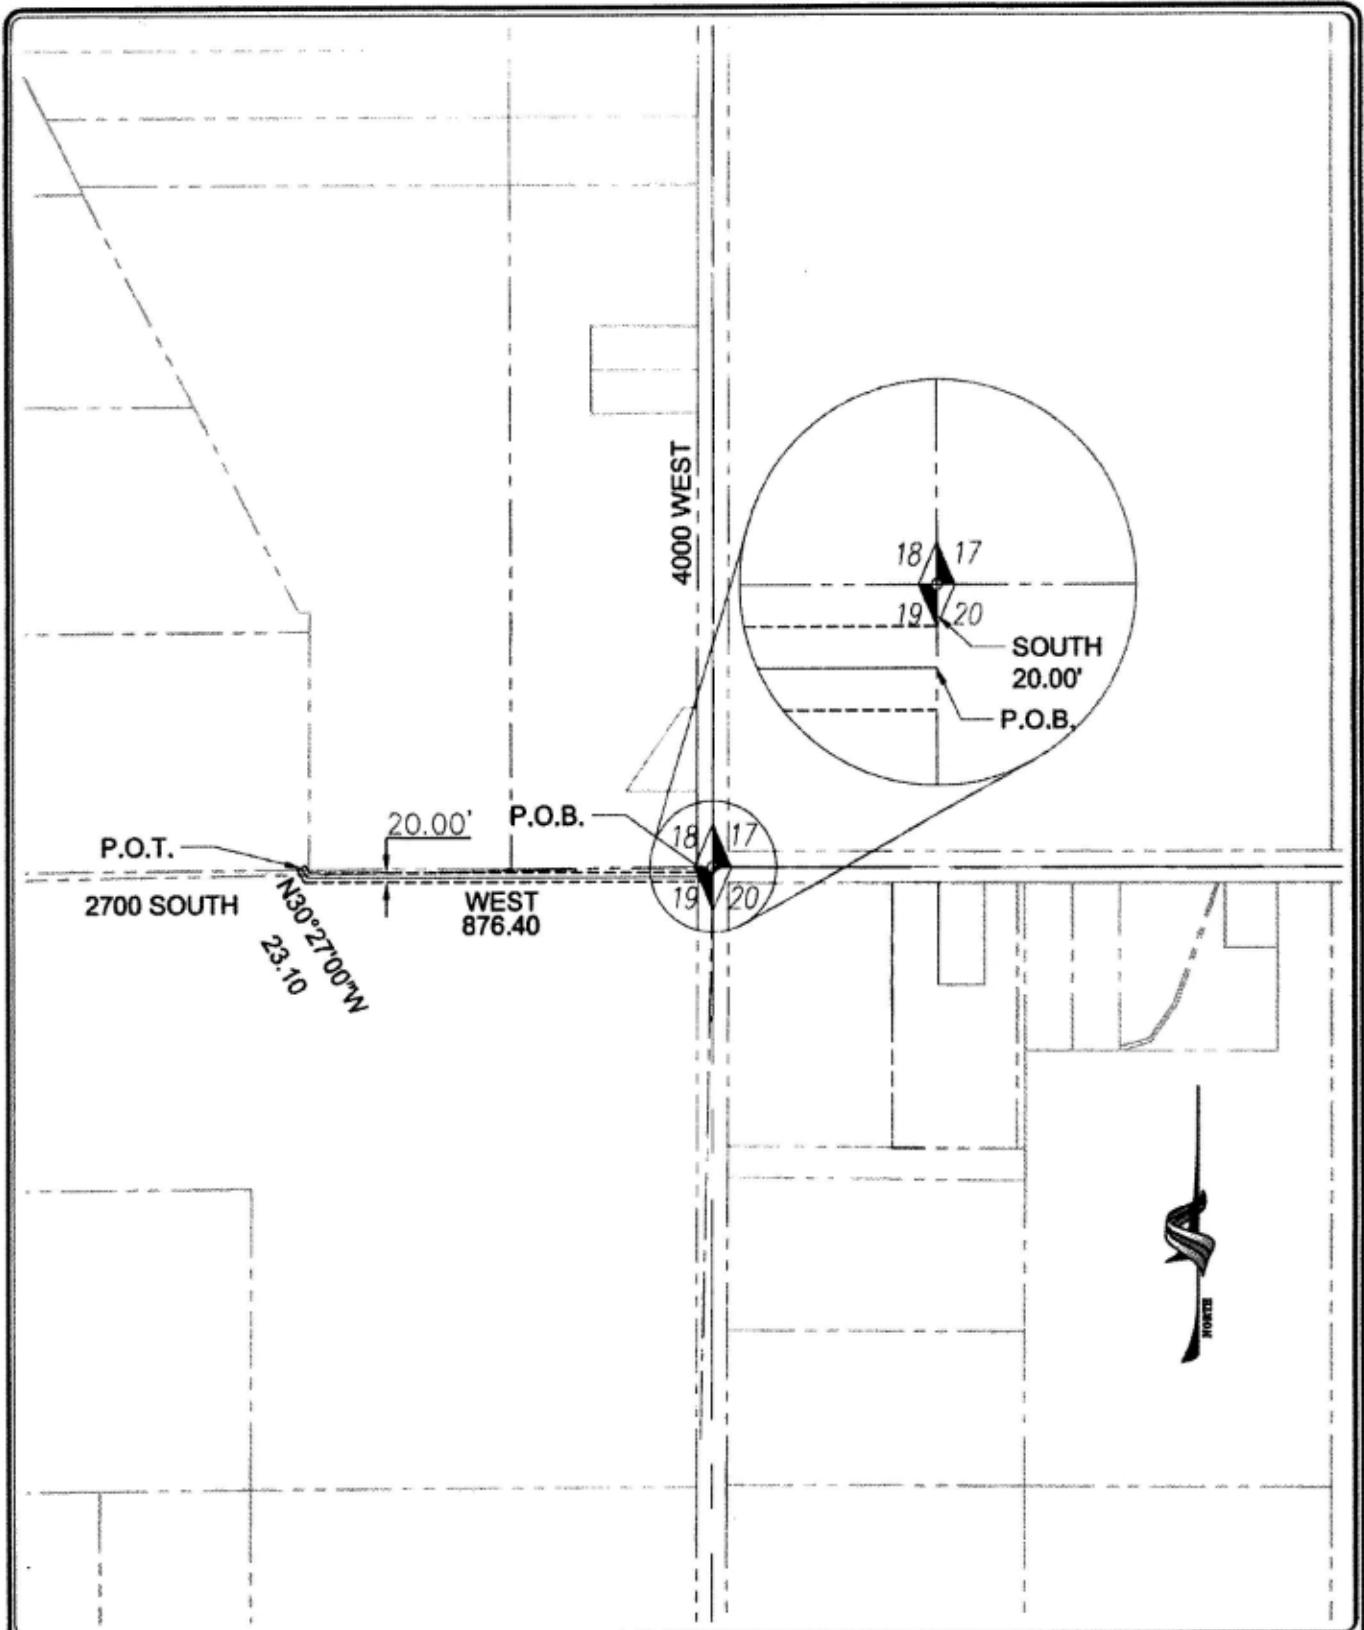 4000 WEST
18 17
19 20
SOUTH
20.00'
P.O.B.
20.00'
P.O.B.
18 17
19 20
P.O.T.
2700 SOUTH
WEST
876.40
N30°27'00"W
23.10
NORTH